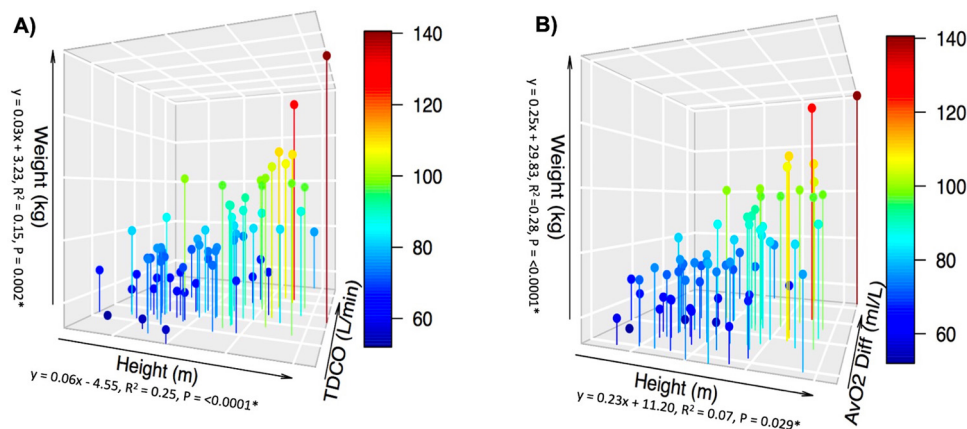 A)
Weight (kg)
y = 0.03x + 3.23, R² = 0.15, P = 0.002*
Height (m)
y = 0.06x - 4.55, R² = 0.25, P = <0.0001*
TDCO (L/min)
140
120
100
80
60
B)
Weight (kg)
y = 0.25x + 29.83, R²=0.28, P = <0.0001*
Height (m)
y = 0.23x + 11.20, R² = 0.07, P = 0.029*
AvO2 Diff (ml/L)
140
120
100
80
60